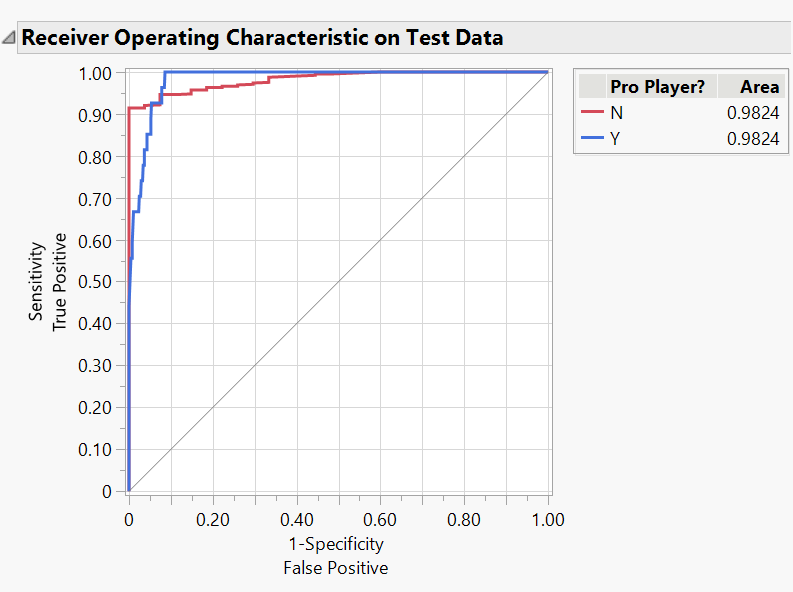 Receiver Operating Characteristic on Test Data
1.00
0.90
0.80
0.70
0.60
0.50
0.40
0.30
0.20
0.10
0
Sensitivity
True Positive
0 0.20 0.40 0.60 0.80 1.00
1-Specificity
False Positive
Pro Player? Area
N 0.9824
Y 0.9824